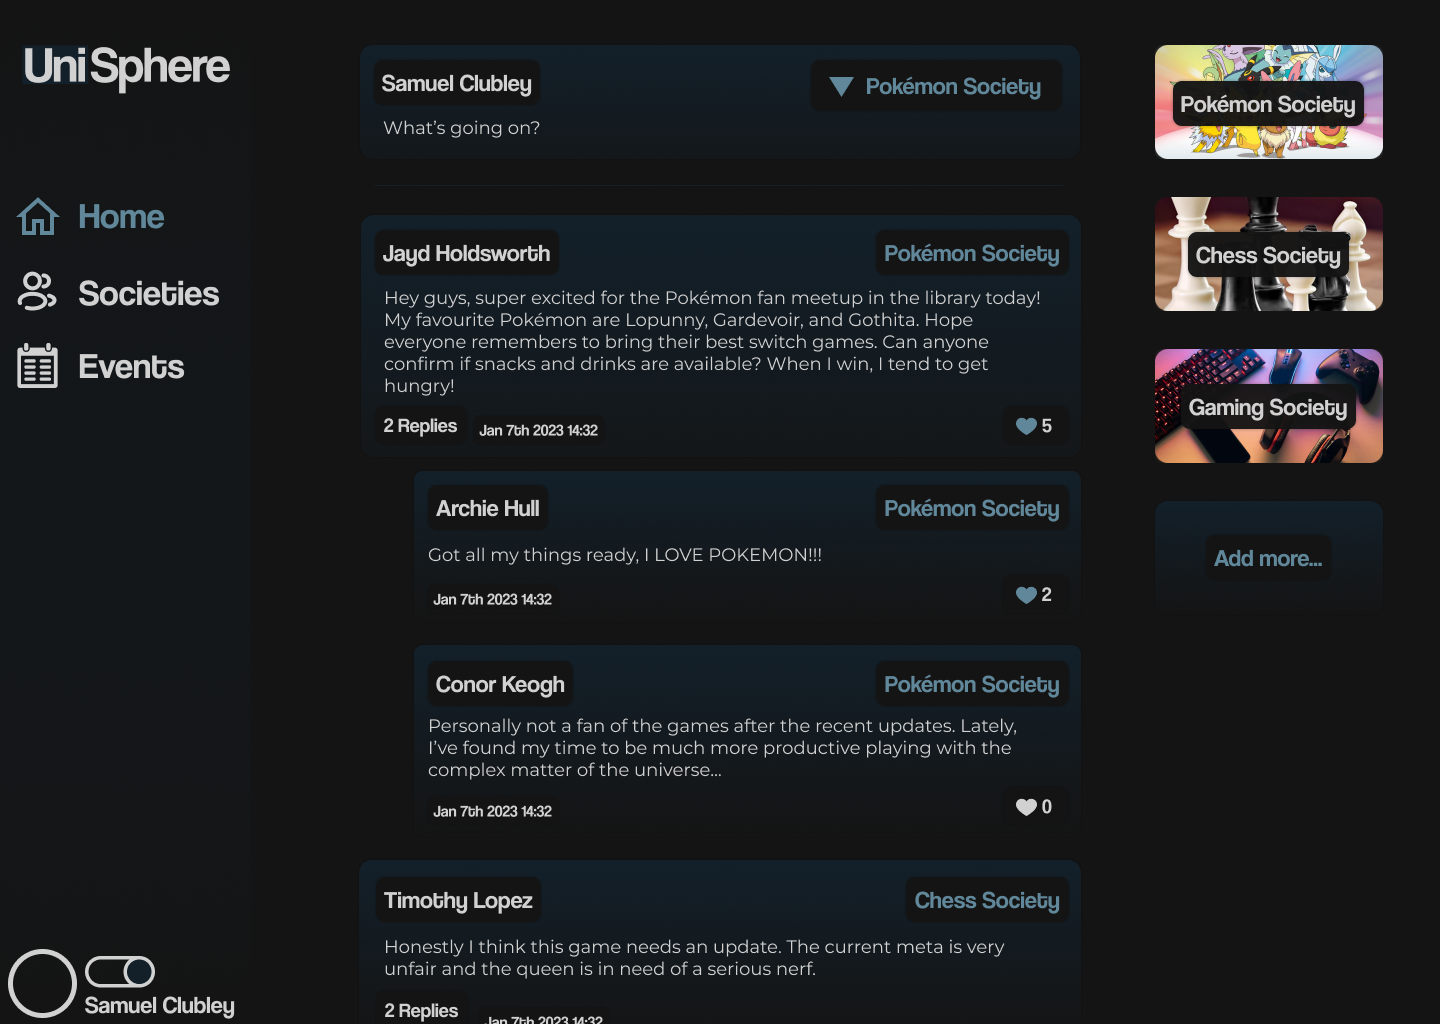 UniSphere
Home
Societies
Events
Samuel Clubley
Samuel Clubley
Pokémon Society
What's going on?
Jayd Holdsworth
Pokémon Society
Hey guys, super excited for the Pokémon fan meetup in the library today!
My favourite Pokémon are Lopunny, Gardevoir, and Gothita. Hope
everyone remembers to bring their best switch games. Can anyone
confirm if snacks and drinks are available? When I win, I tend to get
hungry!
2 Replies
Jan 7th 2023 14:32
5
Archie Hull
Pokémon Society
Got all my things ready, I LOVE POKEMON!!!
Jan 7th 2023 14:32
2
Conor Keogh
Pokémon Society
Personally not a fan of the games after the recent updates. Lately,
I've found my time to be much more productive playing with the
complex matter of the universe...
Jan 7th 2023 14:32
0
Timothy Lopez
Chess Society
Honestly I think this game needs an update. The current meta is very
unfair and the queen is in need of a serious nerf.
2 Replies
Jan 7th 2023 14:32
Pokémon Society
Chess Society
Gaming Society
Add more...